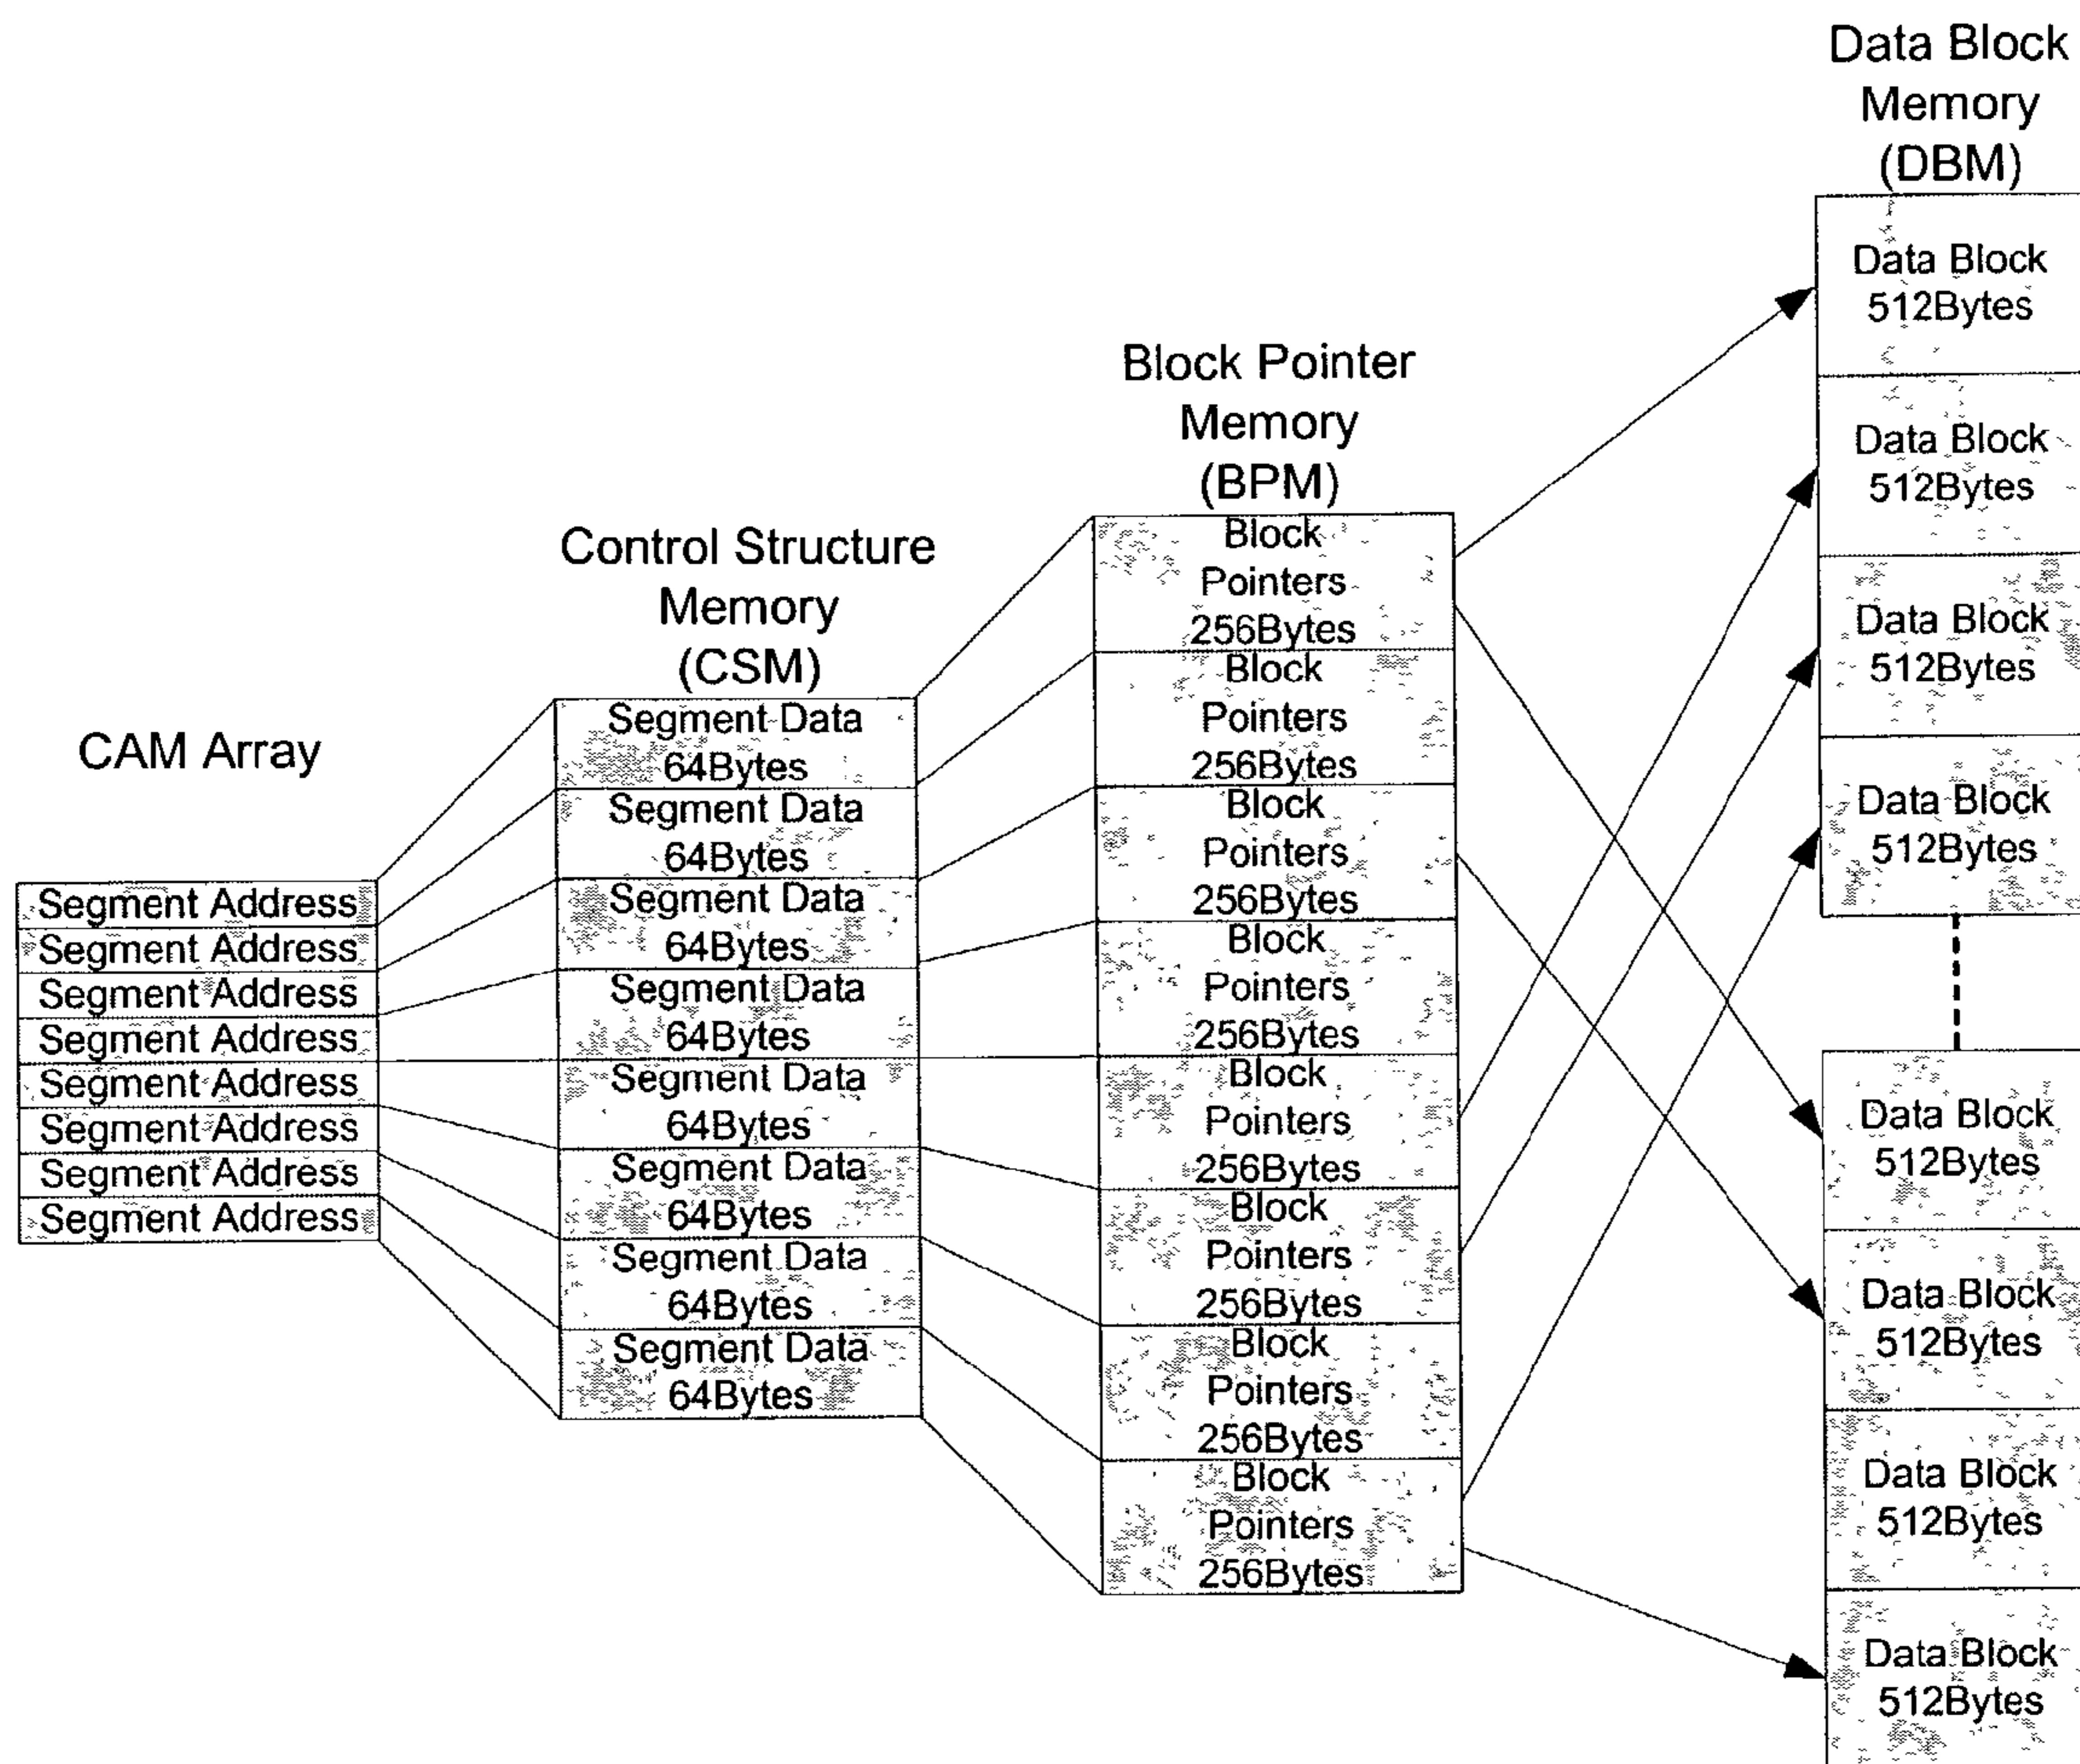 Data Block
Memory
(DBM)
Data Block
512Bytes
Data Block
512Bytes
Data Block
512Bytes
Data Block
512Bytes
Data Block
512Bytes
Data Block
512Bytes
Data Block
512Bytes
Data Block
512Bytes
Block Pointer
Memory
(BPM)
Block
Pointers
256Bytes
Block
Pointers
256Bytes
Block
Pointers
256Bytes
Block
Pointers
256Bytes
Block
Pointers
256Bytes
Block
Pointers
256Bytes
Block
Pointers
256Bytes
Block
Pointers
256Bytes
Control Structure
Memory
(CSM)
Segment Data
64Bytes
Segment Data
64Bytes
Segment Data
64Bytes
Segment Data
64Bytes
Segment Data
64Bytes
Segment Data
64Bytes
Segment Data
64Bytes
Segment Data
64Bytes
CAM Array
Segment Address
Segment Address
Segment Address
Segment Address
Segment Address
Segment Address
Segment Address
Segment Address